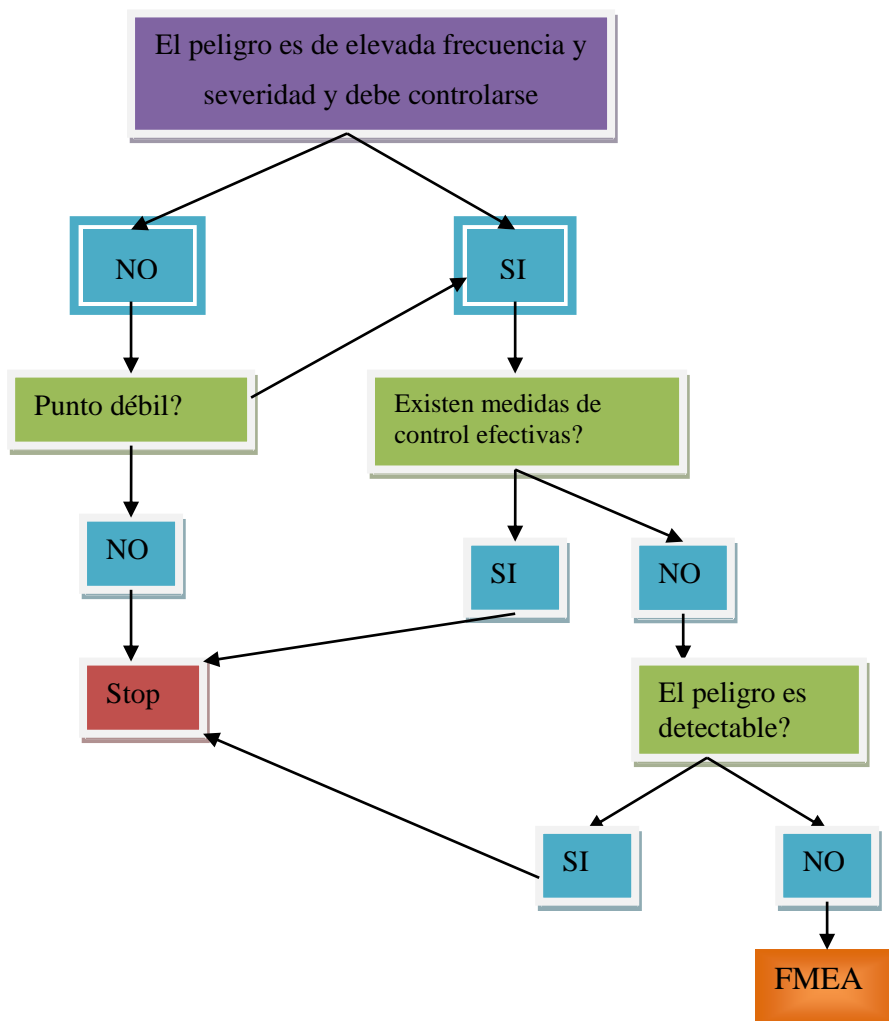 El peligro es de elevada frecuencia y
severidad y debe controlarse
NO
SI
Punto débil?
Existen medidas de
control efectivas?
NO
SI
NO
Stop
El peligro es
detectable?
SI
NO
FMEA